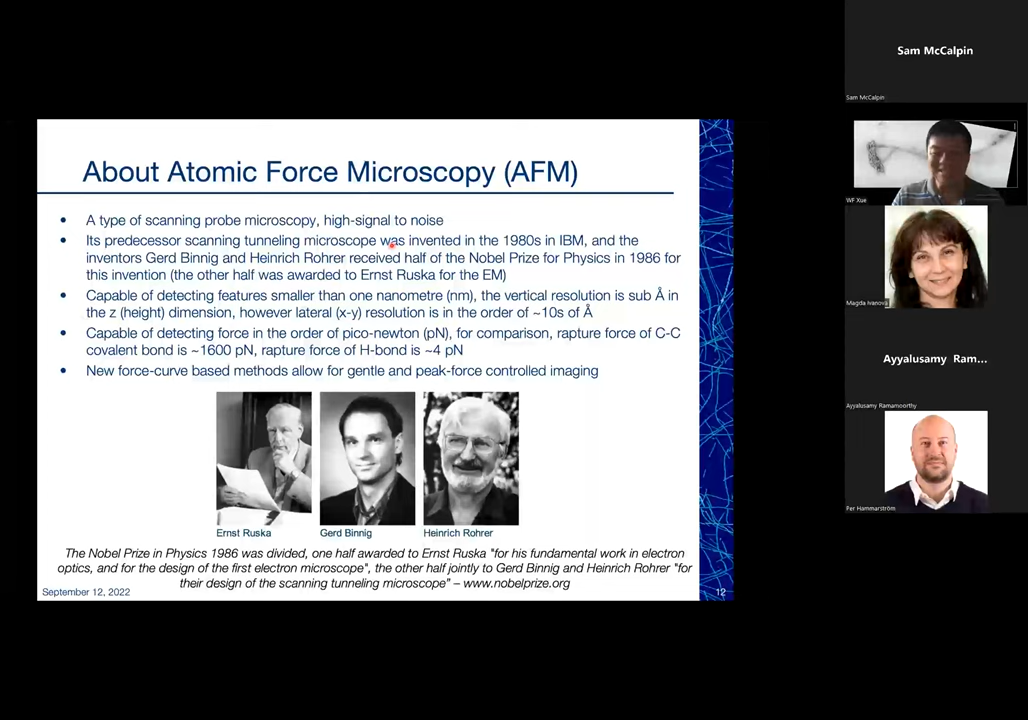 Sam McCalpin
Sam McCalpin
WF Xue
Magda Ivanova
Ayyalusamy Ram...
Ayyalusamy Ramamoorthy
Per Hammarström
About Atomic Force Microscopy (AFM)
• A type of scanning probe microscopy, high-signal to noise
• Its predecessor scanning tunneling microscope was invented in the 1980s in IBM, and the
inventors Gerd Binnig and Heinrich Rohrer received half of the Nobel Prize for Physics in 1986 for
this invention (the other half was awarded to Ernst Ruska for the EM)
• Capable of detecting features smaller than one nanometre (nm), the vertical resolution is sub Å in
the z (height) dimension, however lateral (x-y) resolution is in the order of ~10s of Å
• Capable of detecting force in the order of pico-newton (pN), for comparison, rapture force of C-C
covalent bond is ~1600 pN, rapture force of H-bond is ~4 pN
• New force-curve based methods allow for gentle and peak-force controlled imaging
Ernst Ruska
Gerd Binnig
Heinrich Rohrer
The Nobel Prize in Physics 1986 was divided, one half awarded to Ernst Ruska "for his fundamental work in electron
optics, and for the design of the first electron microscope", the other half jointly to Gerd Binnig and Heinrich Rohrer "for
their design of the scanning tunneling microscope" – www.nobelprize.org
September 12, 2022
12